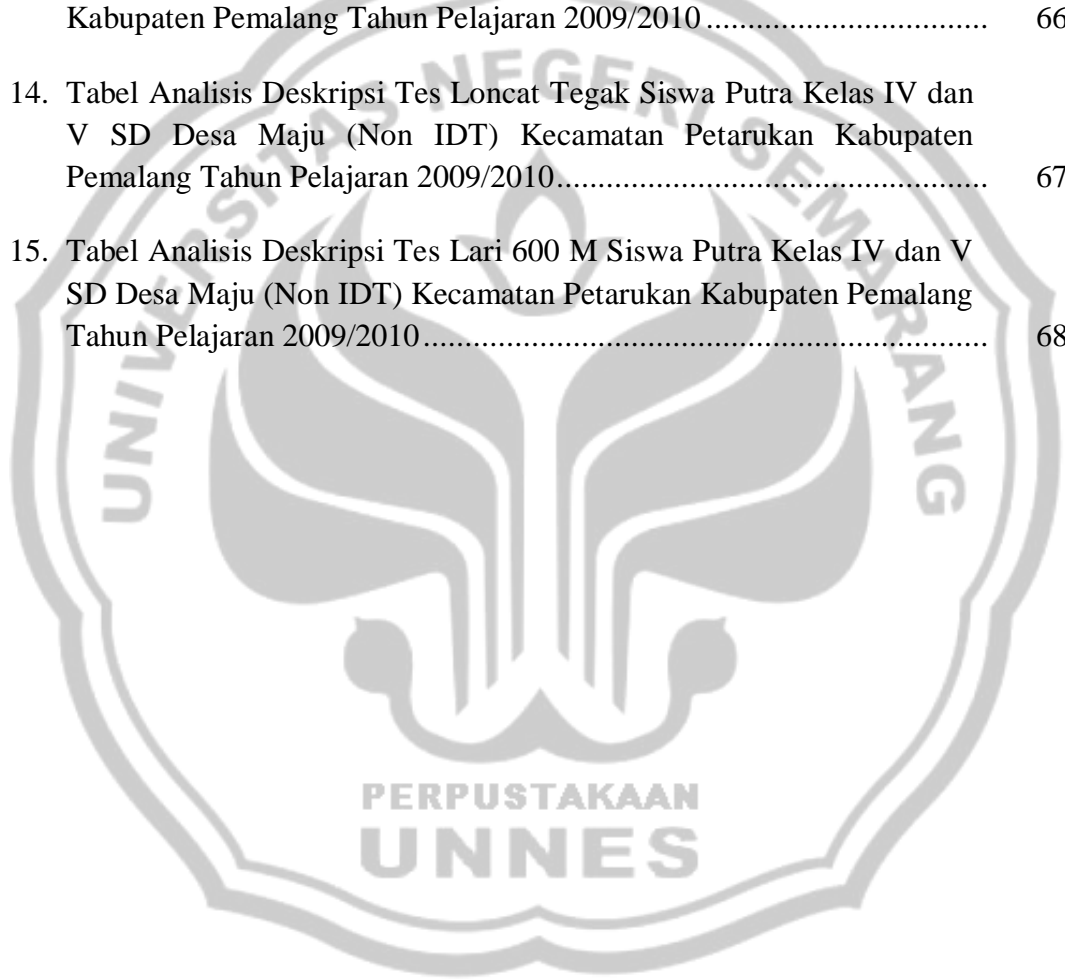 Kabupaten Pemalang Tahun Pelajaran 2009/2010 .................................. 66
14. Tabel Analisis Deskripsi Tes Loncat Tegak Siswa Putra Kelas IV dan
V SD Desa Maju (Non IDT) Kecamatan Petarukan Kabupaten
Pemalang Tahun Pelajaran 2009/2010.................................................... 67
15. Tabel Analisis Deskripsi Tes Lari 600 M Siswa Putra Kelas IV dan V
SD Desa Maju (Non IDT) Kecamatan Petarukan Kabupaten Pemalang
Tahun Pelajaran 2009/2010.................................................................... 68
UNIVERSITAS NEGERI SEMARANG
PERPUSTAKAAN
UNNES